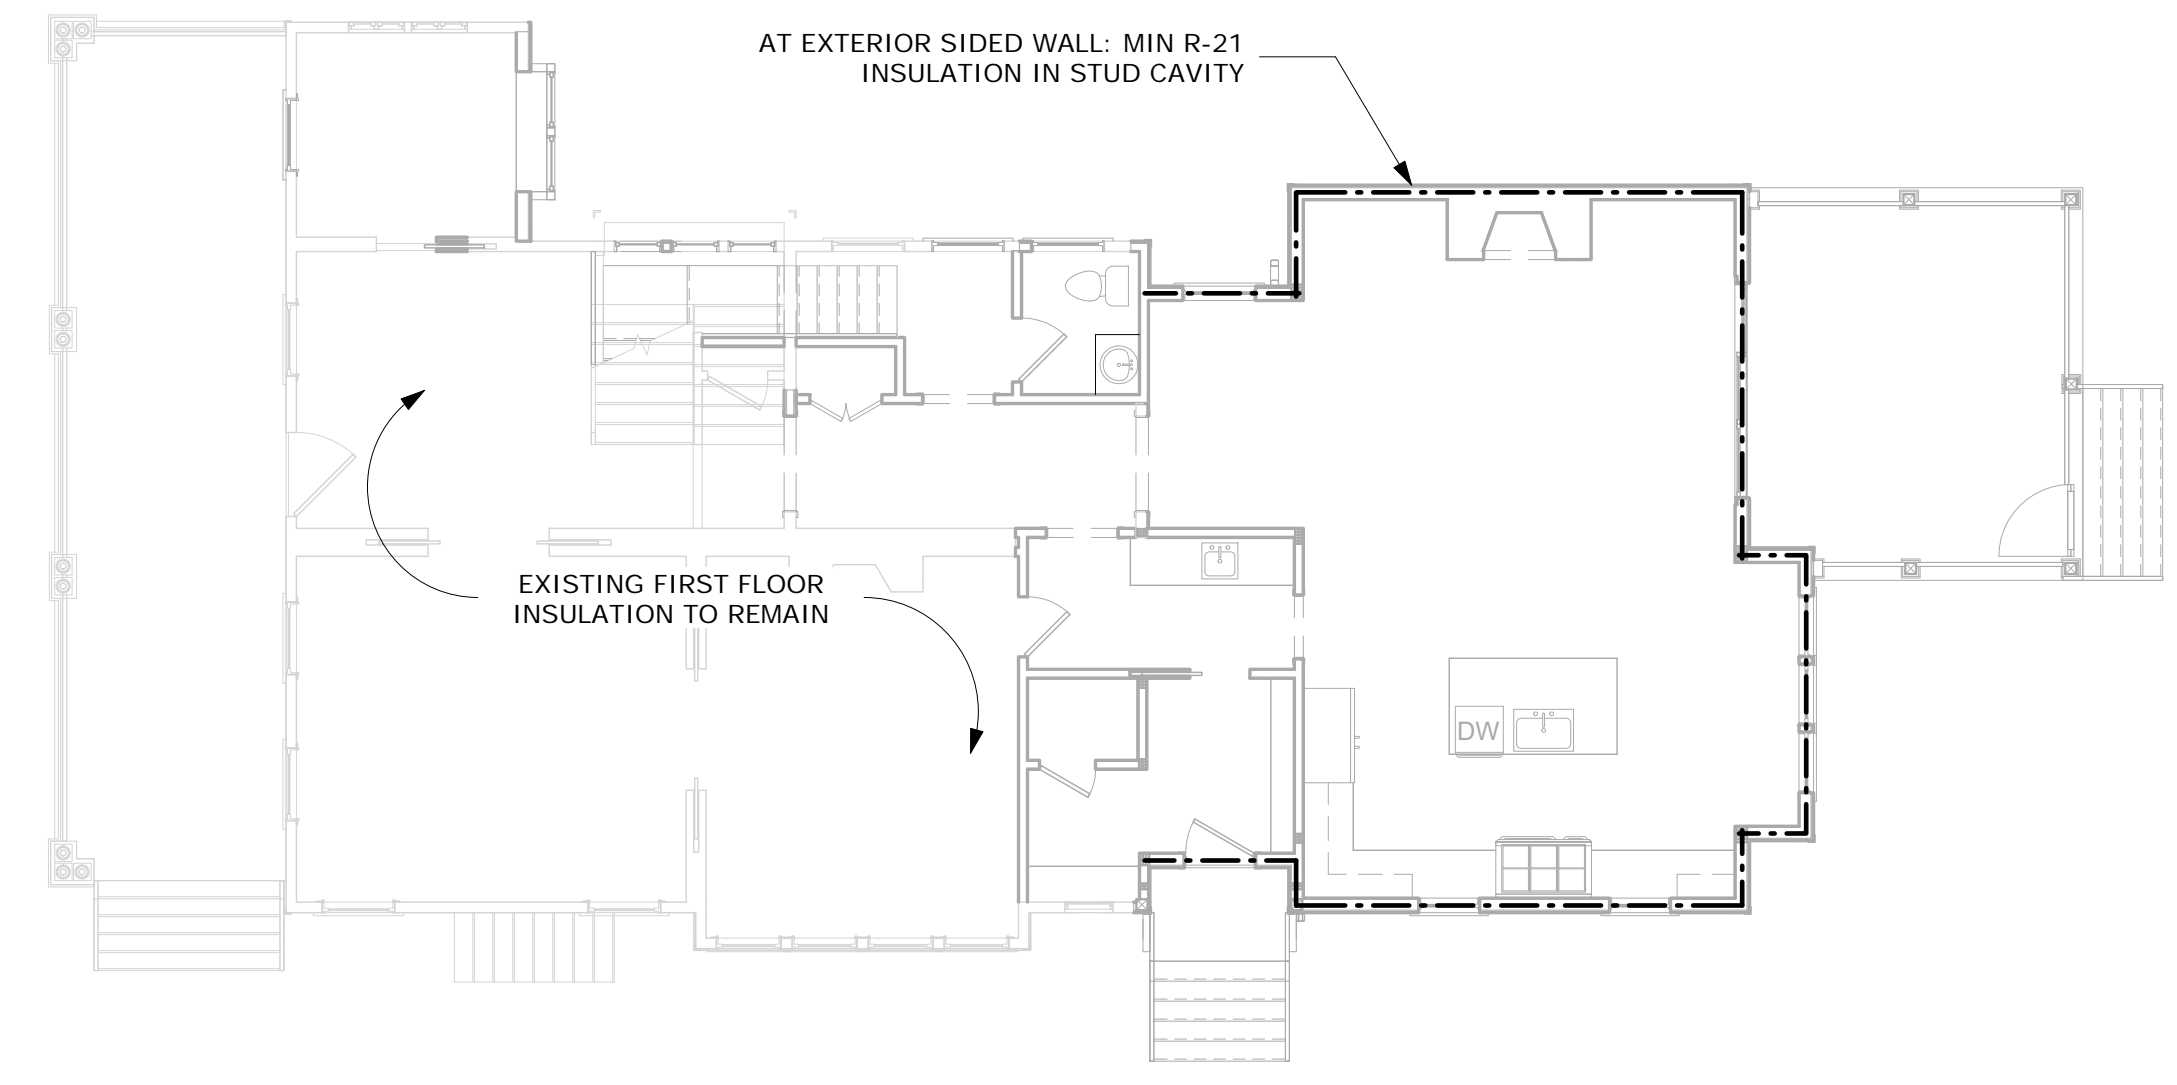 AT EXTERIOR SIDED WALL: MIN R-21
INSULATION IN STUD CAVITY
EXISTING FIRST FLOOR
INSULATION TO REMAIN
DW